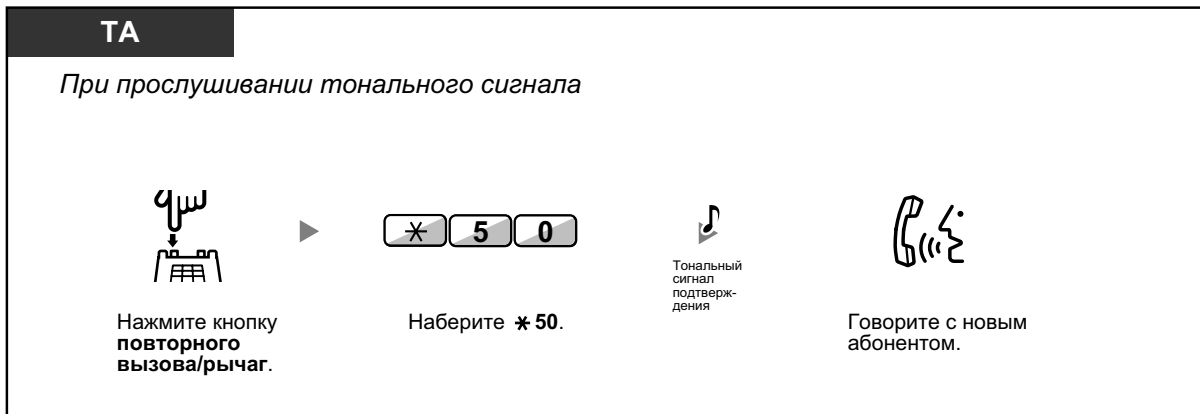 ТА
При прослушивании тонального сигнала
* 5 0
Тональный
сигнал
подтверж-
дения
Нажмите кнопку
повторного
вызова/рычаг.
Наберите * 50.
Говорите с новым
абонентом.